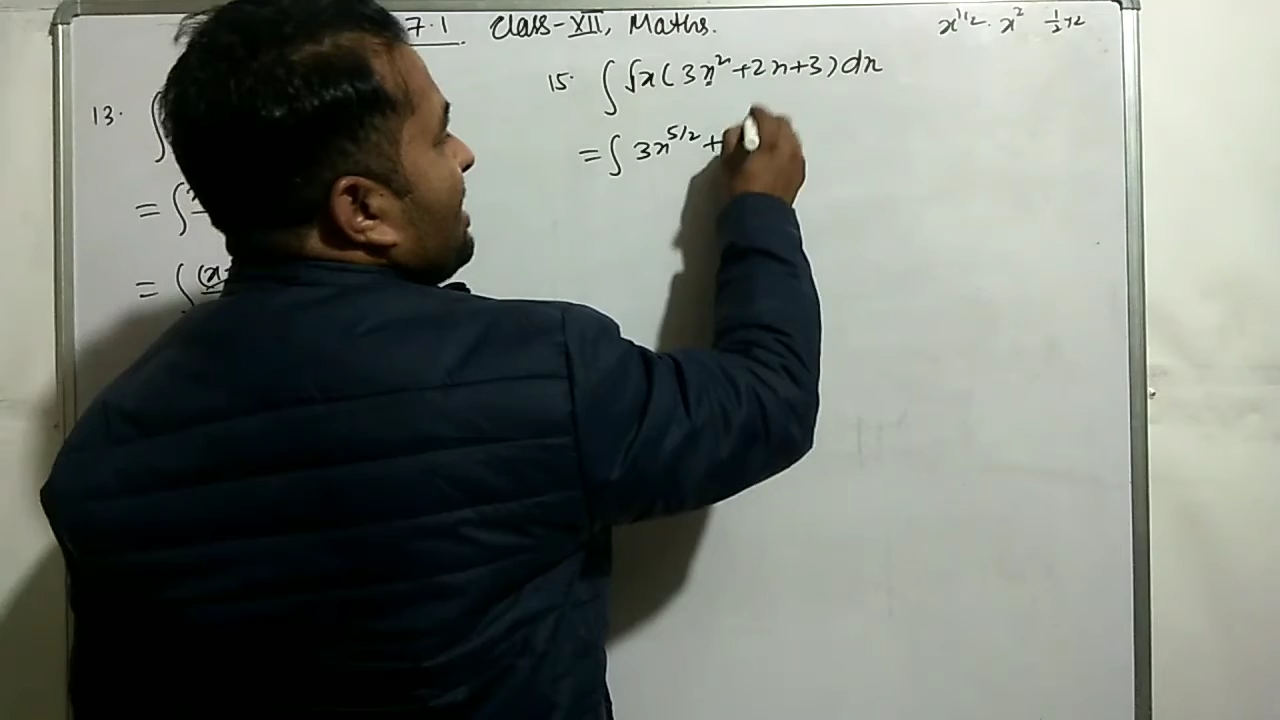 7.1 Class-XII, Maths.
x^1/2 . x^2 1/2+2
13.
= ∫
= ∫ (x
15. ∫ √x (3x^2+2x+3) dx
= ∫ 3x^5/2 +